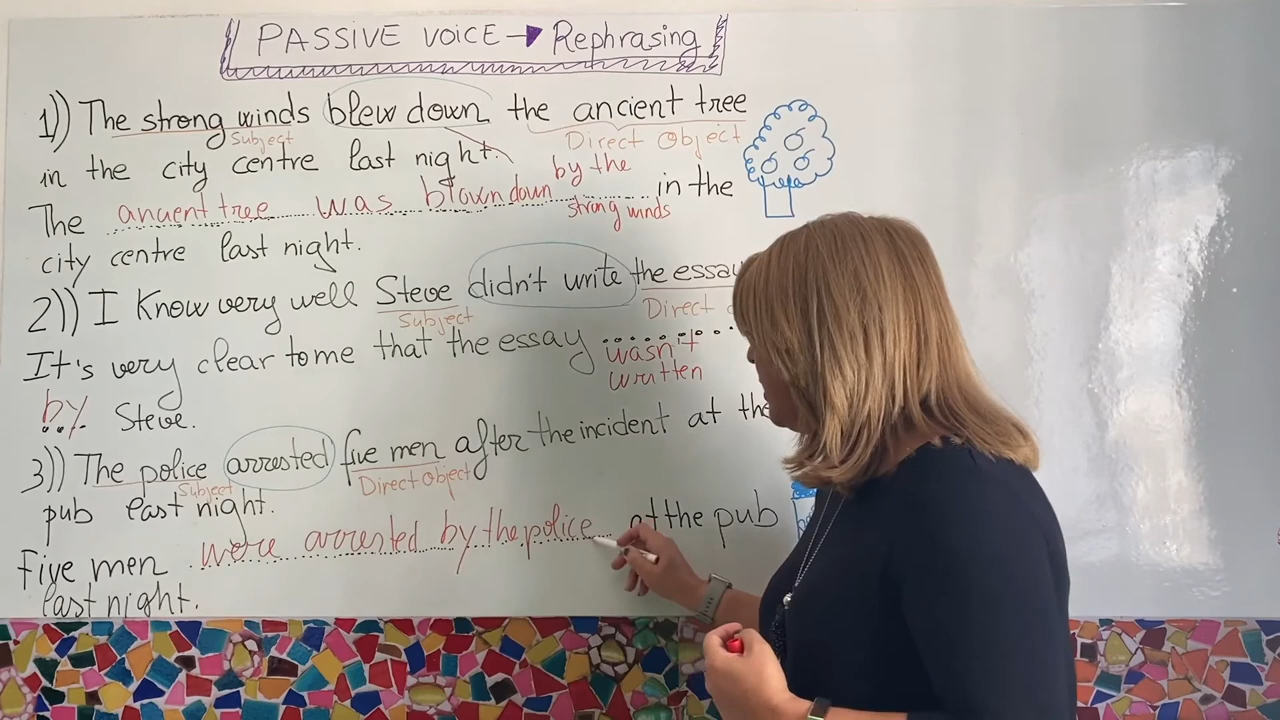 PASSIVE VOICE → Rephrasing
1)) The strong winds blew down the ancient tree
Subject Direct Object
in the city centre last night.
by the
The ancient tree was blown down in the
strong winds
city centre last night.
2)) I Know very well Steve didn't write the essay
Subject Direct
It's very clear to me that the essay
wasn't
written
by Steve.
3)) The police arrested five men after the incident at the
Subject Direct Object
pub last night.
Five men were arrested by the police at the pub
last night.